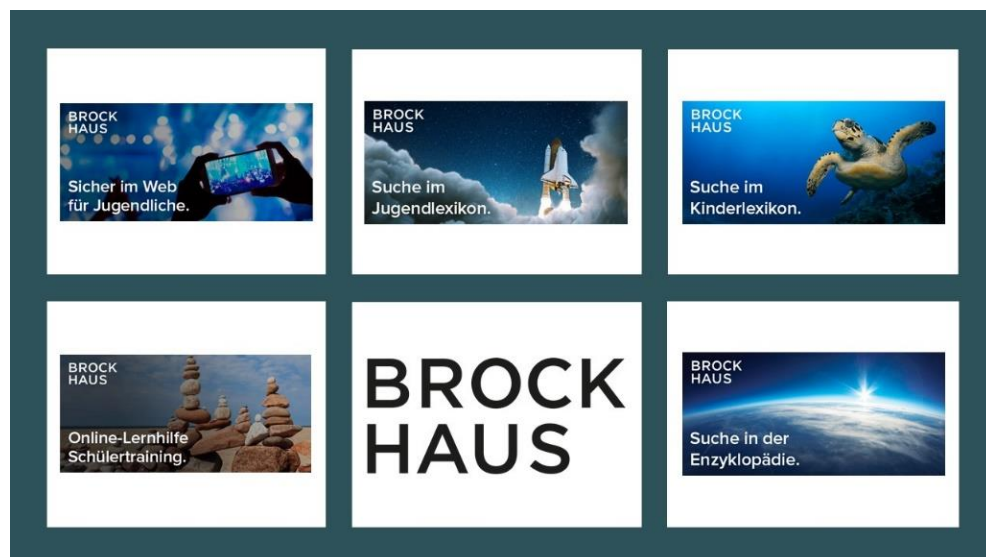 BROCK
HAUS
Sicher im Web
für Jugendliche.
BROCK
HAUS
Suche im
Jugendlexikon.
BROCK
HAUS
Suche im
Kinderlexikon.
BROCK
HAUS
Online-Lernhilfe
Schülertraining.
BROCK
HAUS
BROCK
HAUS
Suche in der
Enzyklopädie.